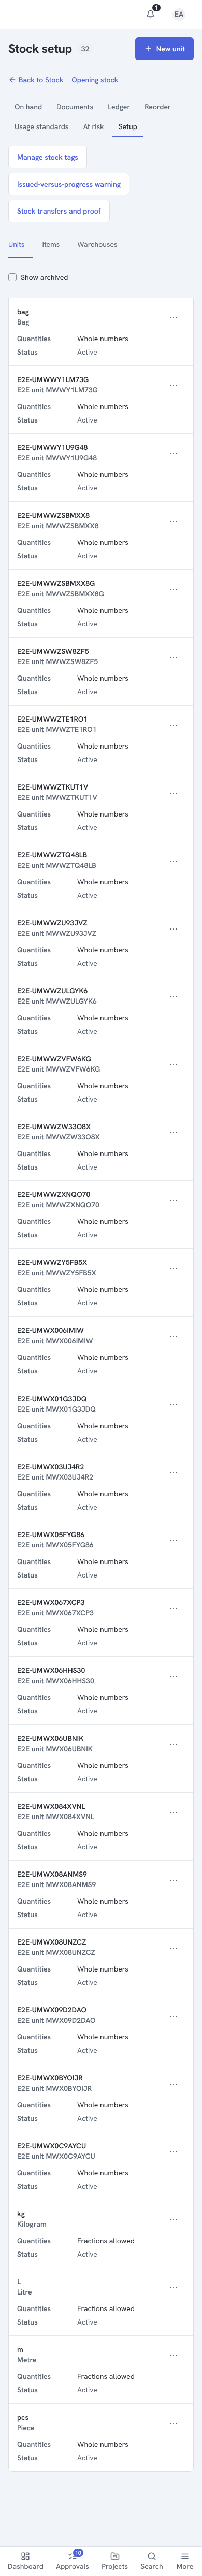 1
EA
Stock setup 32
+ New unit
← Back to Stock Opening stock
On hand Documents Ledger Reorder
Usage standards At risk Setup
Manage stock tags
Issued-versus-progress warning
Stock transfers and proof
Units Items Warehouses
Show archived
bag
Bag
Quantities Whole numbers
Status Active
E2E-UMWWY1LM73G
E2E unit MWWY1LM73G
Quantities Whole numbers
Status Active
E2E-UMWWY1U9G48
E2E unit MWWY1U9G48
Quantities Whole numbers
Status Active
E2E-UMWWZSBMXX8
E2E unit MWWZSBMXX8
Quantities Whole numbers
Status Active
E2E-UMWWZSBMXX8G
E2E unit MWWZSBMXX8G
Quantities Whole numbers
Status Active
E2E-UMWWZSW8ZF5
E2E unit MWWZSW8ZF5
Quantities Whole numbers
Status Active
E2E-UMWWZTE1RO1
E2E unit MWWZTE1RO1
Quantities Whole numbers
Status Active
E2E-UMWWZTKUT1V
E2E unit MWWZTKUT1V
Quantities Whole numbers
Status Active
E2E-UMWWZTQ48LB
E2E unit MWWZTQ48LB
Quantities Whole numbers
Status Active
E2E-UMWWZU93JVZ
E2E unit MWWZU93JVZ
Quantities Whole numbers
Status Active
E2E-UMWWZULGYK6
E2E unit MWWZULGYK6
Quantities Whole numbers
Status Active
E2E-UMWWZVFW6KG
E2E unit MWWZVFW6KG
Quantities Whole numbers
Status Active
E2E-UMWWZW33O8X
E2E unit MWWZW33O8X
Quantities Whole numbers
Status Active
E2E-UMWWZXNQO70
E2E unit MWWZXNQO70
Quantities Whole numbers
Status Active
E2E-UMWWZY5FB5X
E2E unit MWWZY5FB5X
Quantities Whole numbers
Status Active
E2E-UMWX006IMIW
E2E unit MWX006IMIW
Quantities Whole numbers
Status Active
E2E-UMWX01G3JDQ
E2E unit MWX01G3JDQ
Quantities Whole numbers
Status Active
E2E-UMWX03UJ4R2
E2E unit MWX03UJ4R2
Quantities Whole numbers
Status Active
E2E-UMWX05FYG86
E2E unit MWX05FYG86
Quantities Whole numbers
Status Active
E2E-UMWX067XCP3
E2E unit MWX067XCP3
Quantities Whole numbers
Status Active
E2E-UMWX06HHS30
E2E unit MWX06HHS30
Quantities Whole numbers
Status Active
E2E-UMWX06UBNIK
E2E unit MWX06UBNIK
Quantities Whole numbers
Status Active
E2E-UMWX084XVNL
E2E unit MWX084XVNL
Quantities Whole numbers
Status Active
E2E-UMWX08ANMS9
E2E unit MWX08ANMS9
Quantities Whole numbers
Status Active
E2E-UMWX08UNZCZ
E2E unit MWX08UNZCZ
Quantities Whole numbers
Status Active
E2E-UMWX09D2DAO
E2E unit MWX09D2DAO
Quantities Whole numbers
Status Active
E2E-UMWX0BYOIJR
E2E unit MWX0BYOIJR
Quantities Whole numbers
Status Active
E2E-UMWX0C9AYCU
E2E unit MWX0C9AYCU
Quantities Whole numbers
Status Active
kg
Kilogram
Quantities Fractions allowed
Status Active
L
Litre
Quantities Fractions allowed
Status Active
m
Metre
Quantities Fractions allowed
Status Active
pcs
Piece
Quantities Whole numbers
Status Active
10
Dashboard Approvals Projects Search More